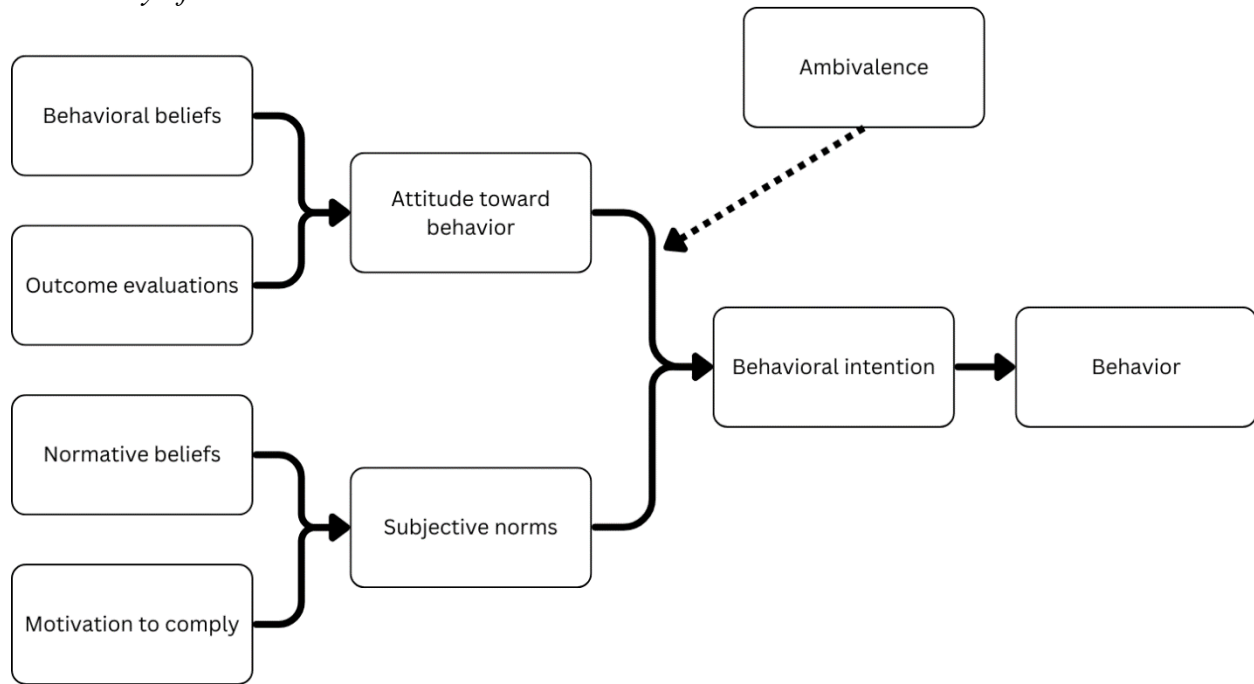 Ambivalence
Behavioral beliefs
Attitude toward
behavior
Outcome evaluations
Behavioral intention
Behavior
Normative beliefs
Subjective norms
Motivation to comply